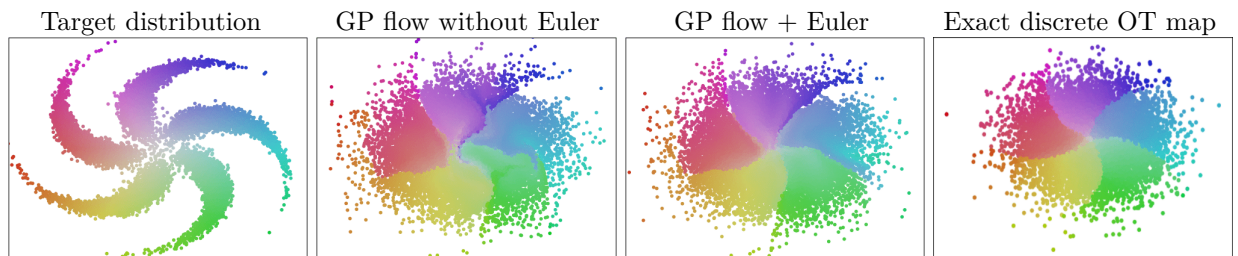 Target distribution
GP flow without Euler
GP flow + Euler
Exact discrete OT map